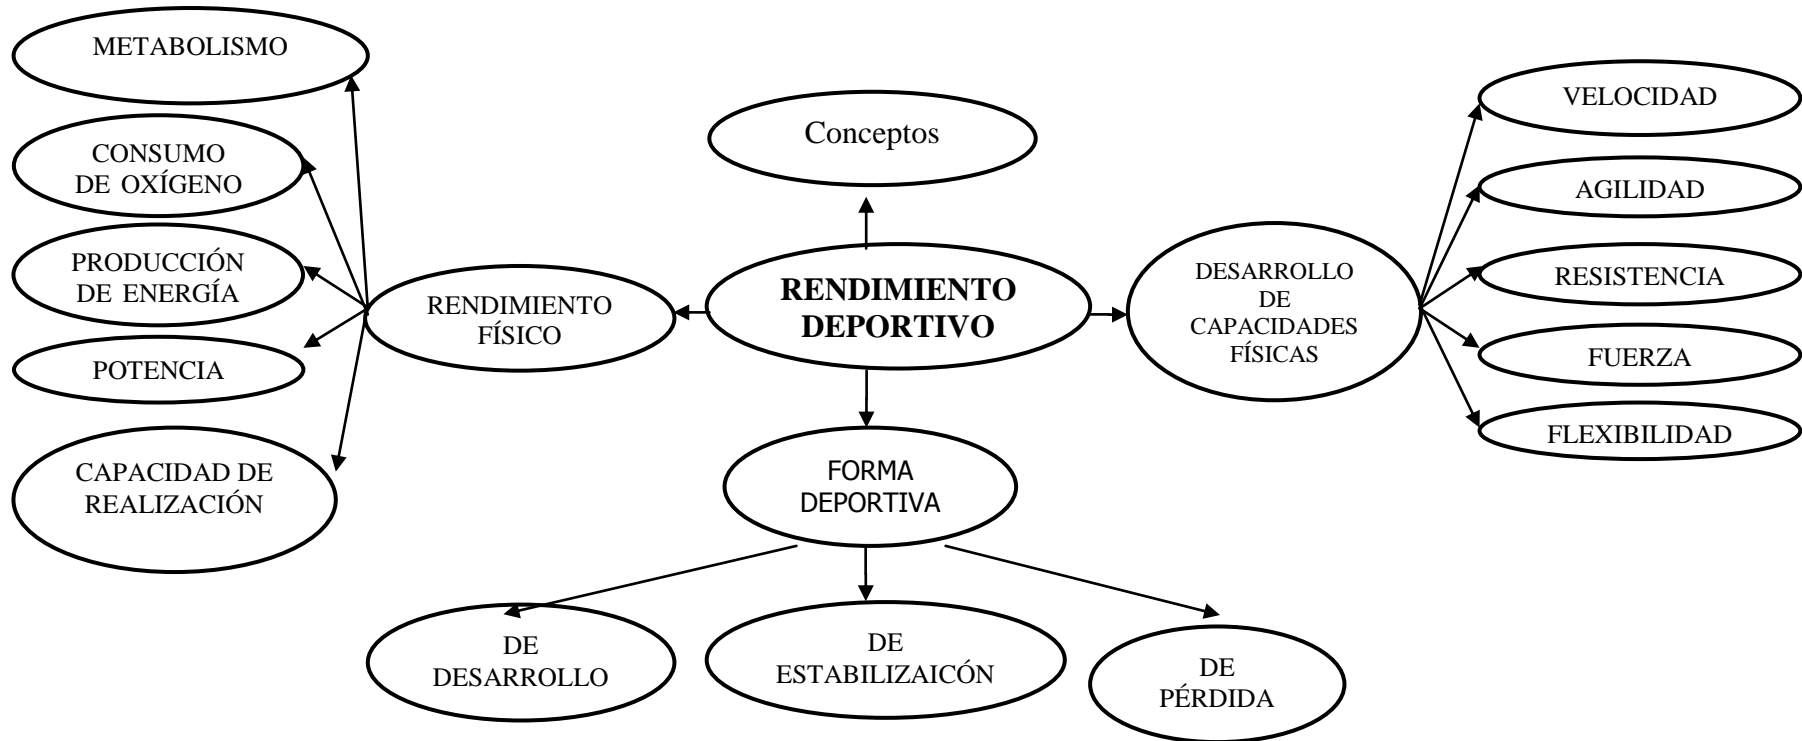 METABOLISMO
CONSUMO
DE OXÍGENO
PRODUCCIÓN
DE ENERGÍA
POTENCIA
CAPACIDAD DE
REALIZACIÓN
RENDIMIENTO
FÍSICO
Conceptos
RENDIMIENTO
DEPORTIVO
FORMA
DEPORTIVA
DE
DESARROLLO
DE
ESTABILIZAICÓN
DE
PÉRDIDA
DESARROLLO
DE
CAPACIDADES
FÍSICAS
VELOCIDAD
AGILIDAD
RESISTENCIA
FUERZA
FLEXIBILIDAD